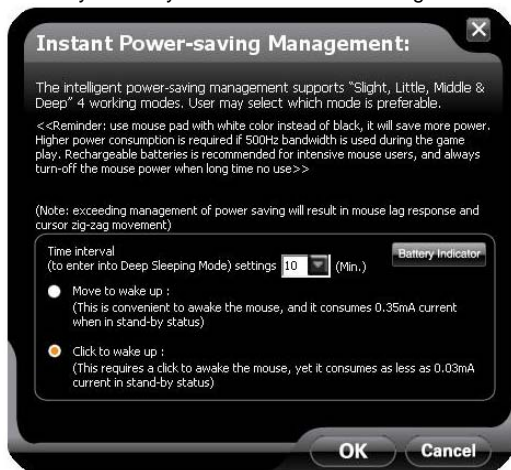 Instant Power-saving Management:
The intelligent power-saving management supports "Slight, Little, Middle &
Deep" 4 working modes. User may select which mode is preferable.
<<Reminder: use mouse pad with white color instead of black, it will save more power.
Higher power consumption is required if 500Hz bandwidth is used during the game
play. Rechargeable batteries is recommended for intensive mouse users, and always
turn-off the mouse power when long time no use>>
(Note: exceeding management of power saving will result in mouse lag response and
cursor zig-zag movement)
Time interval
(to enter into Deep Sleeping Mode) settings 10 (Min.)
Battery Indicator
Move to wake up :
(This is convenient to awake the mouse, and it consumes 0.35mA current
when in stand-by status)
Click to wake up :
(This requires a click to awake the mouse, yet it consumes as less as 0.03mA
current in stand-by status)
OK Cancel